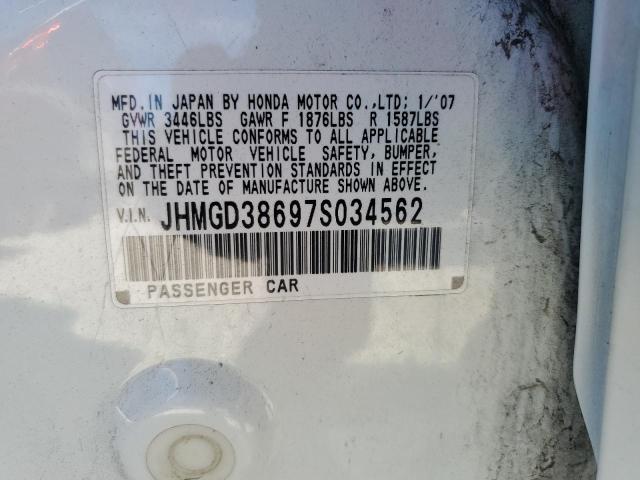 MFD.IN JAPAN BY HONDA MOTOR CO.,LTD; 1/'07
GVWR 3446LBS GAWR F 1876LBS R 1587LBS
THIS VEHICLE CONFORMS TO ALL APPLICABLE
FEDERAL MOTOR VEHICLE SAFETY, BUMPER,
AND THEFT PREVENTION STANDARDS IN EFFECT
ON THE DATE OF MANUFACTURE SHOWN ABOVE.
V.I.N. JHMGD38697S034562
PASSENGER CAR